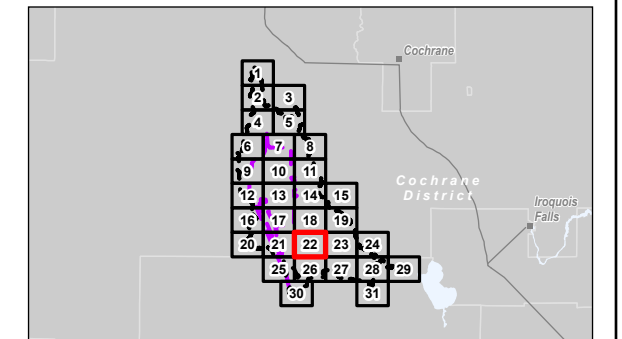 Cochrane
1
2 3
4 5
6 7 8
9 10 11
Cochrane
District
12 13 14 15
Iroquois
Falls
16 17 18 19
20 21 22 23 24
25 26 27 28 29
30 31